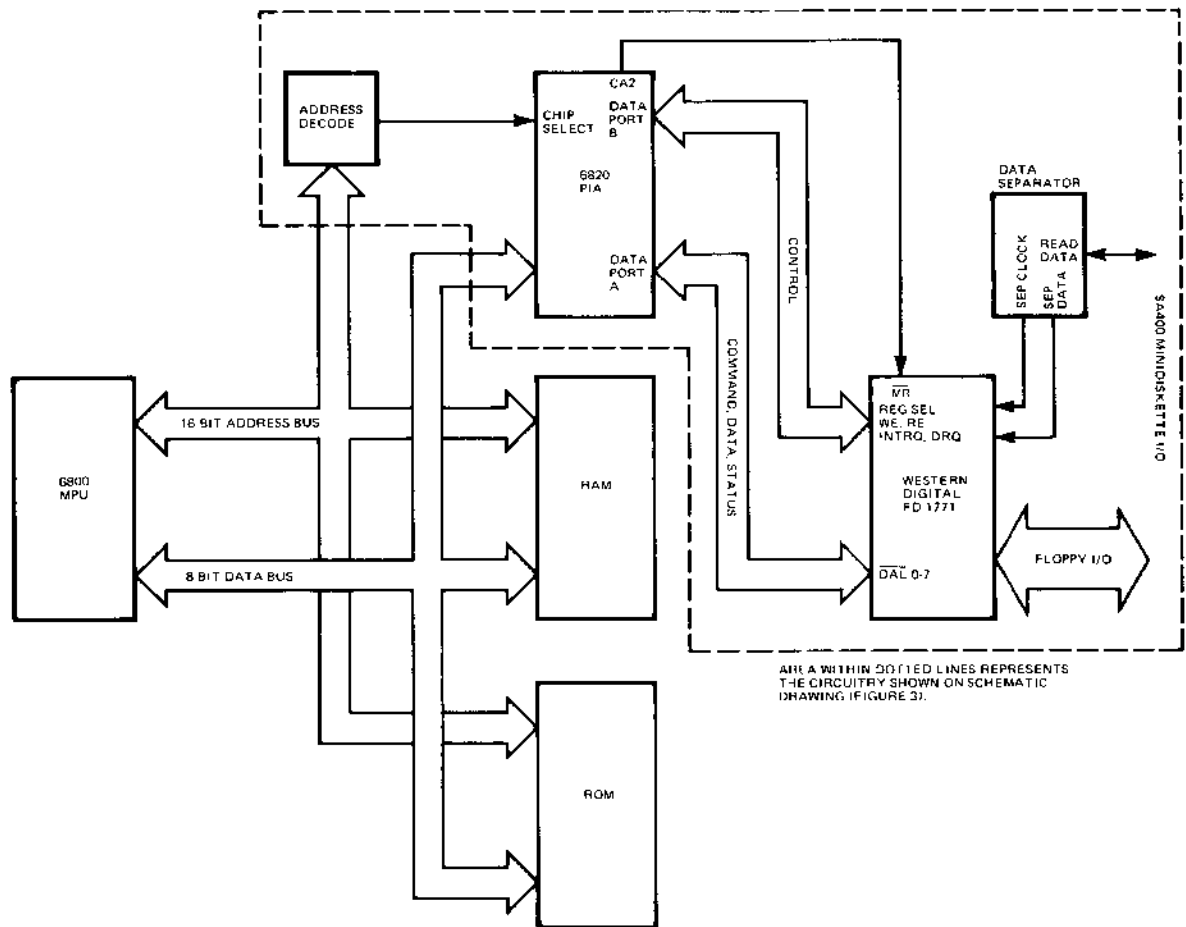 CA2
ADDRESS
DECODE
CHIP
SELECT
DATA
PORT
B
6820
PIA
DATA
PORT
A
CONTROL
DATA
SEPARATOR
SEP CLOCK
SEP
DATA
READ
DATA
SA400 MINIDISKETTE I/O
COMMAND, DATA, STATUS
6800
MPU
16 BIT ADDRESS BUS
8 BIT DATA BUS
RAM
MR
REG SEL
WE, RE
INTRQ, DRQ
WESTERN
DIGITAL
FD 1771
DAL 0-7
FLOPPY I/O
AREA WITHIN DOTTED LINES REPRESENTS
THE CIRCUITRY SHOWN ON SCHEMATIC
DRAWING (FIGURE 3).
ROM